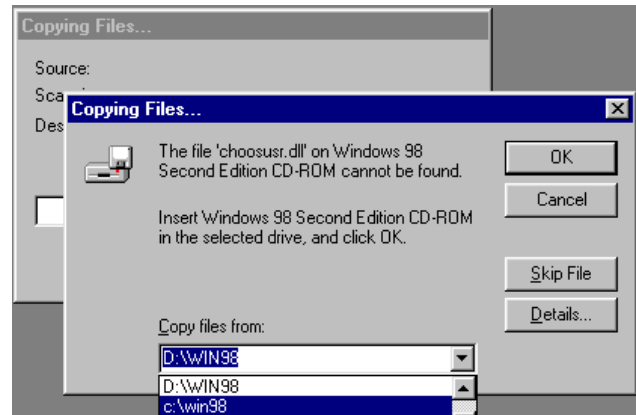 Copying Files...
Source:
Copying Files...
The file 'choosusr.dll' on Windows 98
Second Edition CD-ROM cannot be found.
Insert Windows 98 Second Edition CD-ROM
in the selected drive, and click OK.
OK
Cancel
Skip File
Details...
Copy files from:
D:\WIN98
D:\WIN98
c:\win98